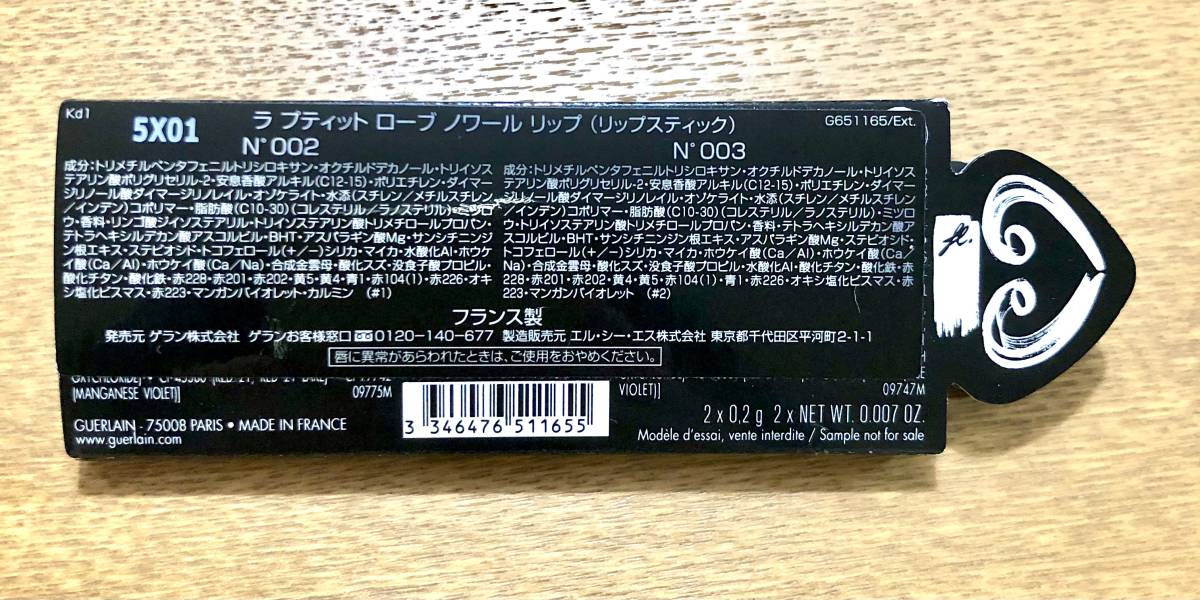 Kd1
5X01
ラ プティット ローブ ノワール リップ (リップスティック)
G651165/Ext.
N°002
N°003
成分:トリメチルペンタフェニルトリシロキサン・オクチルドデカノール・トリイソス
テアリン酸ポリグリセリル-2・安息香酸アルキル(C12-15)・ポリエチレン・ダイマー
ジリノール酸ダイマージリノレイル・オゾケライト・水添(スチレン/メチルスチレン
/インデン)コポリマー・脂肪酸(C10-30)(コレステリル/ラノステリル)・ミツロ
ウ・香料・リンゴ酸ジイソステアリル・トリイソステアリン酸トリメチロールプロパン・
テトラヘキシルデカン酸アスコルビル・BHT・アスパラギン酸Mg・サンシチニンジ
ン根エキス・ステビオシド・トコフェロール(+/−)シリカ・マイカ・水酸化Al・ホウケ
イ酸(Ca/Al)・ホウケイ酸(Ca/Na)・合成金雲母・酸化スズ・没食子酸プロピル・
酸化チタン・酸化鉄・赤228・赤201・赤202・黄5・黄4・青1・赤104(1)・赤226・オキ
シ塩化ビスマス・赤223・マンガンバイオレット・カルミン (#1)
成分:トリメチルペンタフェニルトリシロキサン・オクチルドデカノール・トリイソス
テアリン酸ポリグリセリル-2・安息香酸アルキル(C12-15)・ポリエチレン・ダイマー
ジリノール酸ダイマージリノレイル・オゾケライト・水添(スチレン/メチルスチレン
/インデン)コポリマー・脂肪酸(C10-30)(コレステリル/ラノステリル)・ミツロウ
・トリイソステアリン酸トリメチロールプロパン・香料・テトラヘキシルデカン酸ア
スコルビル・BHT・サンシチニンジン根エキス・アスパラギン酸Mg・ステビオシド・
トコフェロール(+/−)シリカ・マイカ・ホウケイ酸(Ca/Al)・ホウケイ酸(Ca/
Na)・合成金雲母・酸化スズ・没食子酸プロピル・水酸化Al・酸化チタン・酸化鉄・赤
228・赤201・赤202・黄4・黄5・赤104(1)・青1・赤226・オキシ塩化ビスマス・赤
223・マンガンバイオレット (#2)
フランス製
発売元 ゲラン株式会社 ゲランお客様窓口 0120-140-677 製造販売元 エル・シー・エス株式会社 東京都千代田区平河町2-1-1
唇に異常があらわれたときは、ご使用をおやめください。
(MANGANESE VIOLET)]
09775M
VIOLET)]
09747M
GUERLAIN - 75008 PARIS • MADE IN FRANCE
www.guerlain.com
3 346476 511655
2 x 0,2 g 2 x NET WT. 0.007 OZ.
Modèle d'essai, vente interdite / Sample not for sale